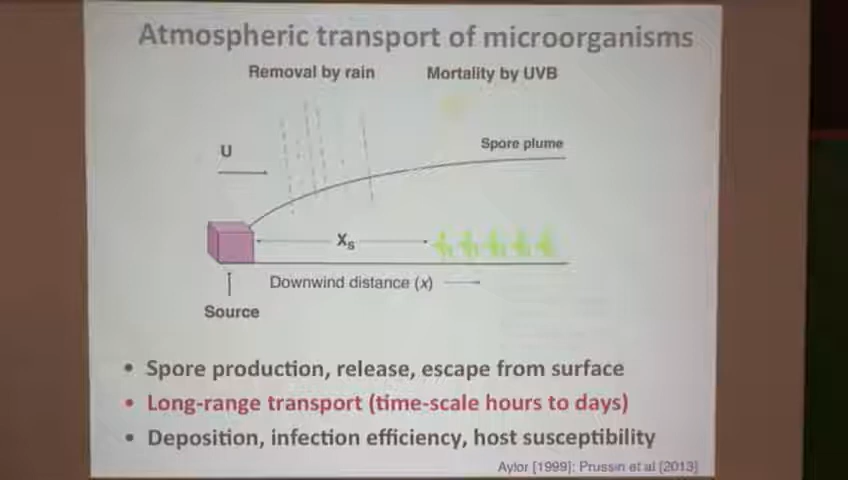 Atmospheric transport of microorganisms
Removal by rain Mortality by UVB
U
Spore plume
Xs
Downwind distance (x)
Source
• Spore production, release, escape from surface
• Long-range transport (time-scale hours to days)
• Deposition, infection efficiency, host susceptibility
Aylor [1999]; Prussin et al [2013]